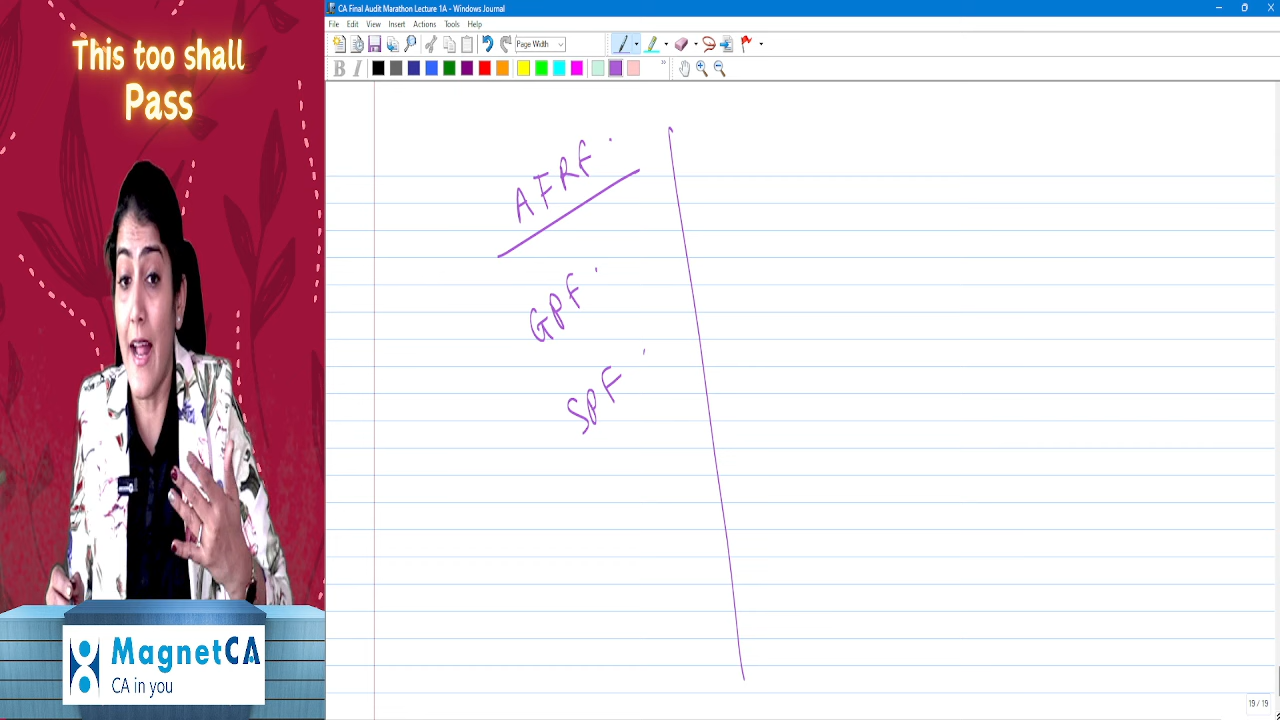 This too shall
Pass
CA Final Audit Marathon Lecture 1A - Windows Journal
File Edit View Insert Actions Tools Help
Page Width
B I
AFRF.
GPF.
SPF
MagnetCA
CA in you
19 / 19